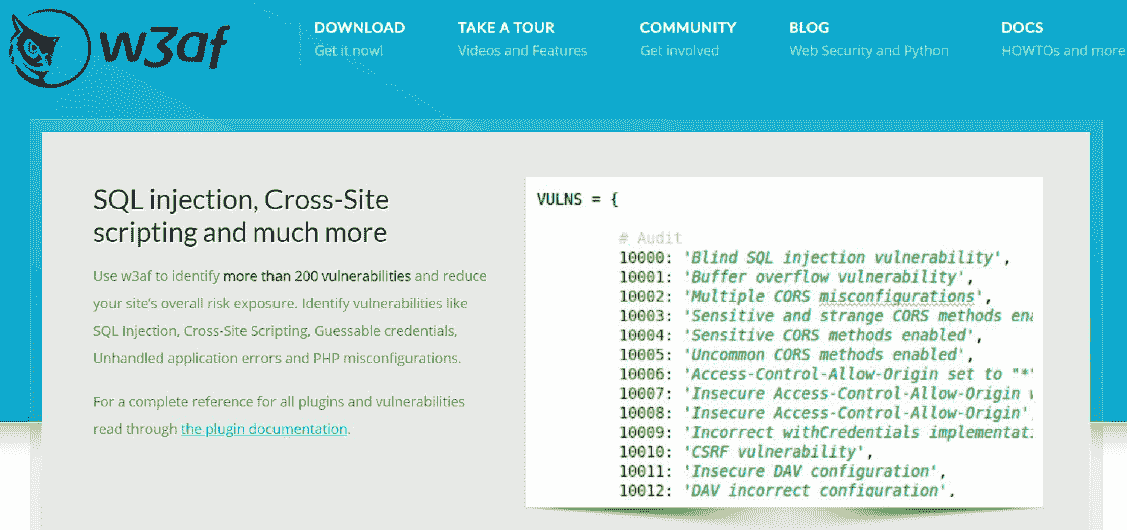 w3af
DOWNLOAD
Get it now!
TAKE A TOUR
Videos and Features
COMMUNITY
Get involved
BLOG
Web Security and Python
DOCS
HOWTOs and more
SQL injection, Cross-Site
scripting and much more
Use w3af to identify more than 200 vulnerabilities and reduce
your site's overall risk exposure. Identify vulnerabilities like
SQL Injection, Cross-Site Scripting, Guessable credentials,
Unhandled application errors and PHP misconfigurations.
For a complete reference for all plugins and vulnerabilities
read through the plugin documentation.
VULNS = {
# Audit
10000: 'Blind SQL injection vulnerability',
10001: 'Buffer overflow vulnerability',
10002: 'Multiple CORS misconfigurations',
10003: 'Sensitive and strange CORS methods
10004: 'Sensitive CORS methods enabled',
10005: 'Uncommon CORS methods enabled',
10006: 'Access-Control-Allow-Origin set to "*"
10007: 'Insecure Access-Control-Allow-Origin
10008: 'Insecure Access-Control-Allow-Origin'
10009: 'Incorrect withCredentials
10010: 'CSRF vulnerability',
10011: 'Insecure DAV configuration',
10012: 'DAV incorrect configuration',